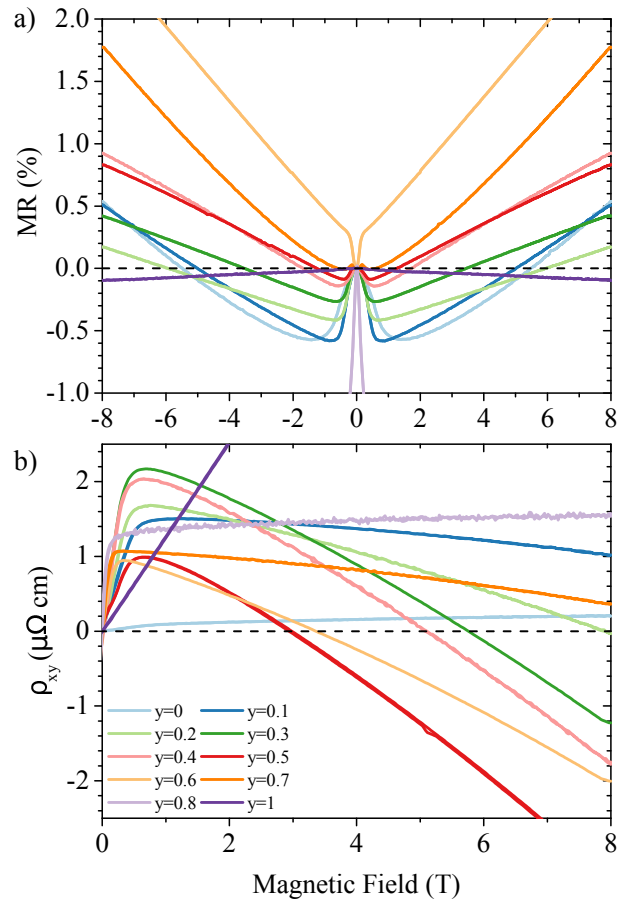 a)
2.0
1.5
1.0
0.5
0.0
-0.5
-1.0
MR (%)
-8 -6 -4 -2 0 2 4 6 8
b)
2
1
0
-1
-2
ρxy (μΩ cm)
y=0 y=0.1
y=0.2 y=0.3
y=0.4 y=0.5
y=0.6 y=0.7
y=0.8 y=1
0 2 4 6 8
Magnetic Field (T)